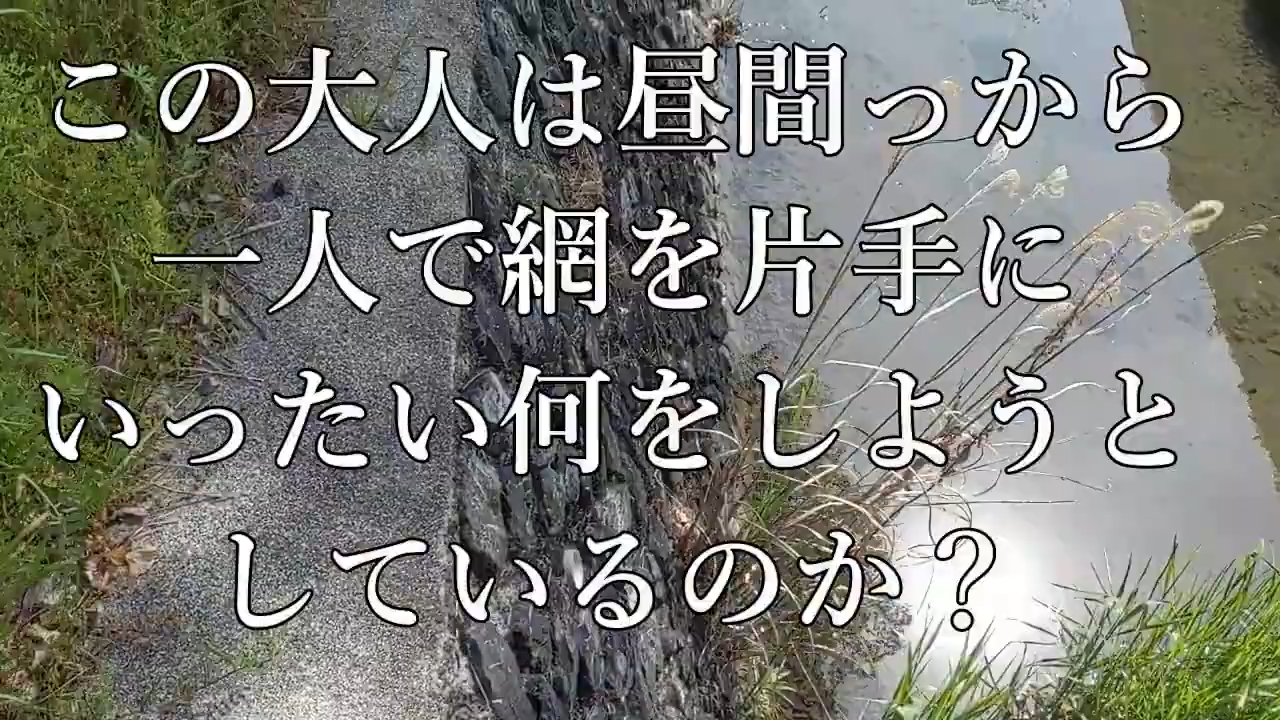 この大人は昼間っから
一人で網を片手に
いったい何をしようと
しているのか？